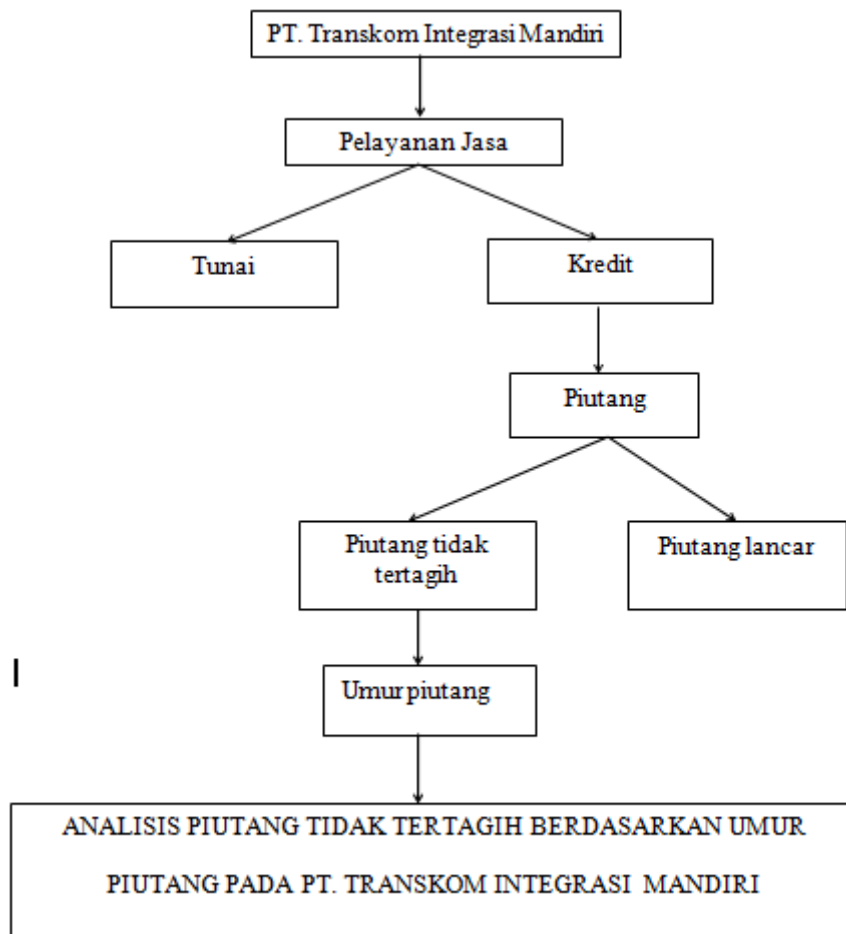 PT. Transkom Integrasi Mandiri
Pelayanan Jasa
Tunai
Kredit
Piutang
Piutang tidak
tertagih
Piutang lancar
Umur piutang
ANALISIS PIUTANG TIDAK TERTAGIH BERDASARKAN UMUR
PIUTANG PADA PT. TRANSKOM INTEGRASI MANDIRI